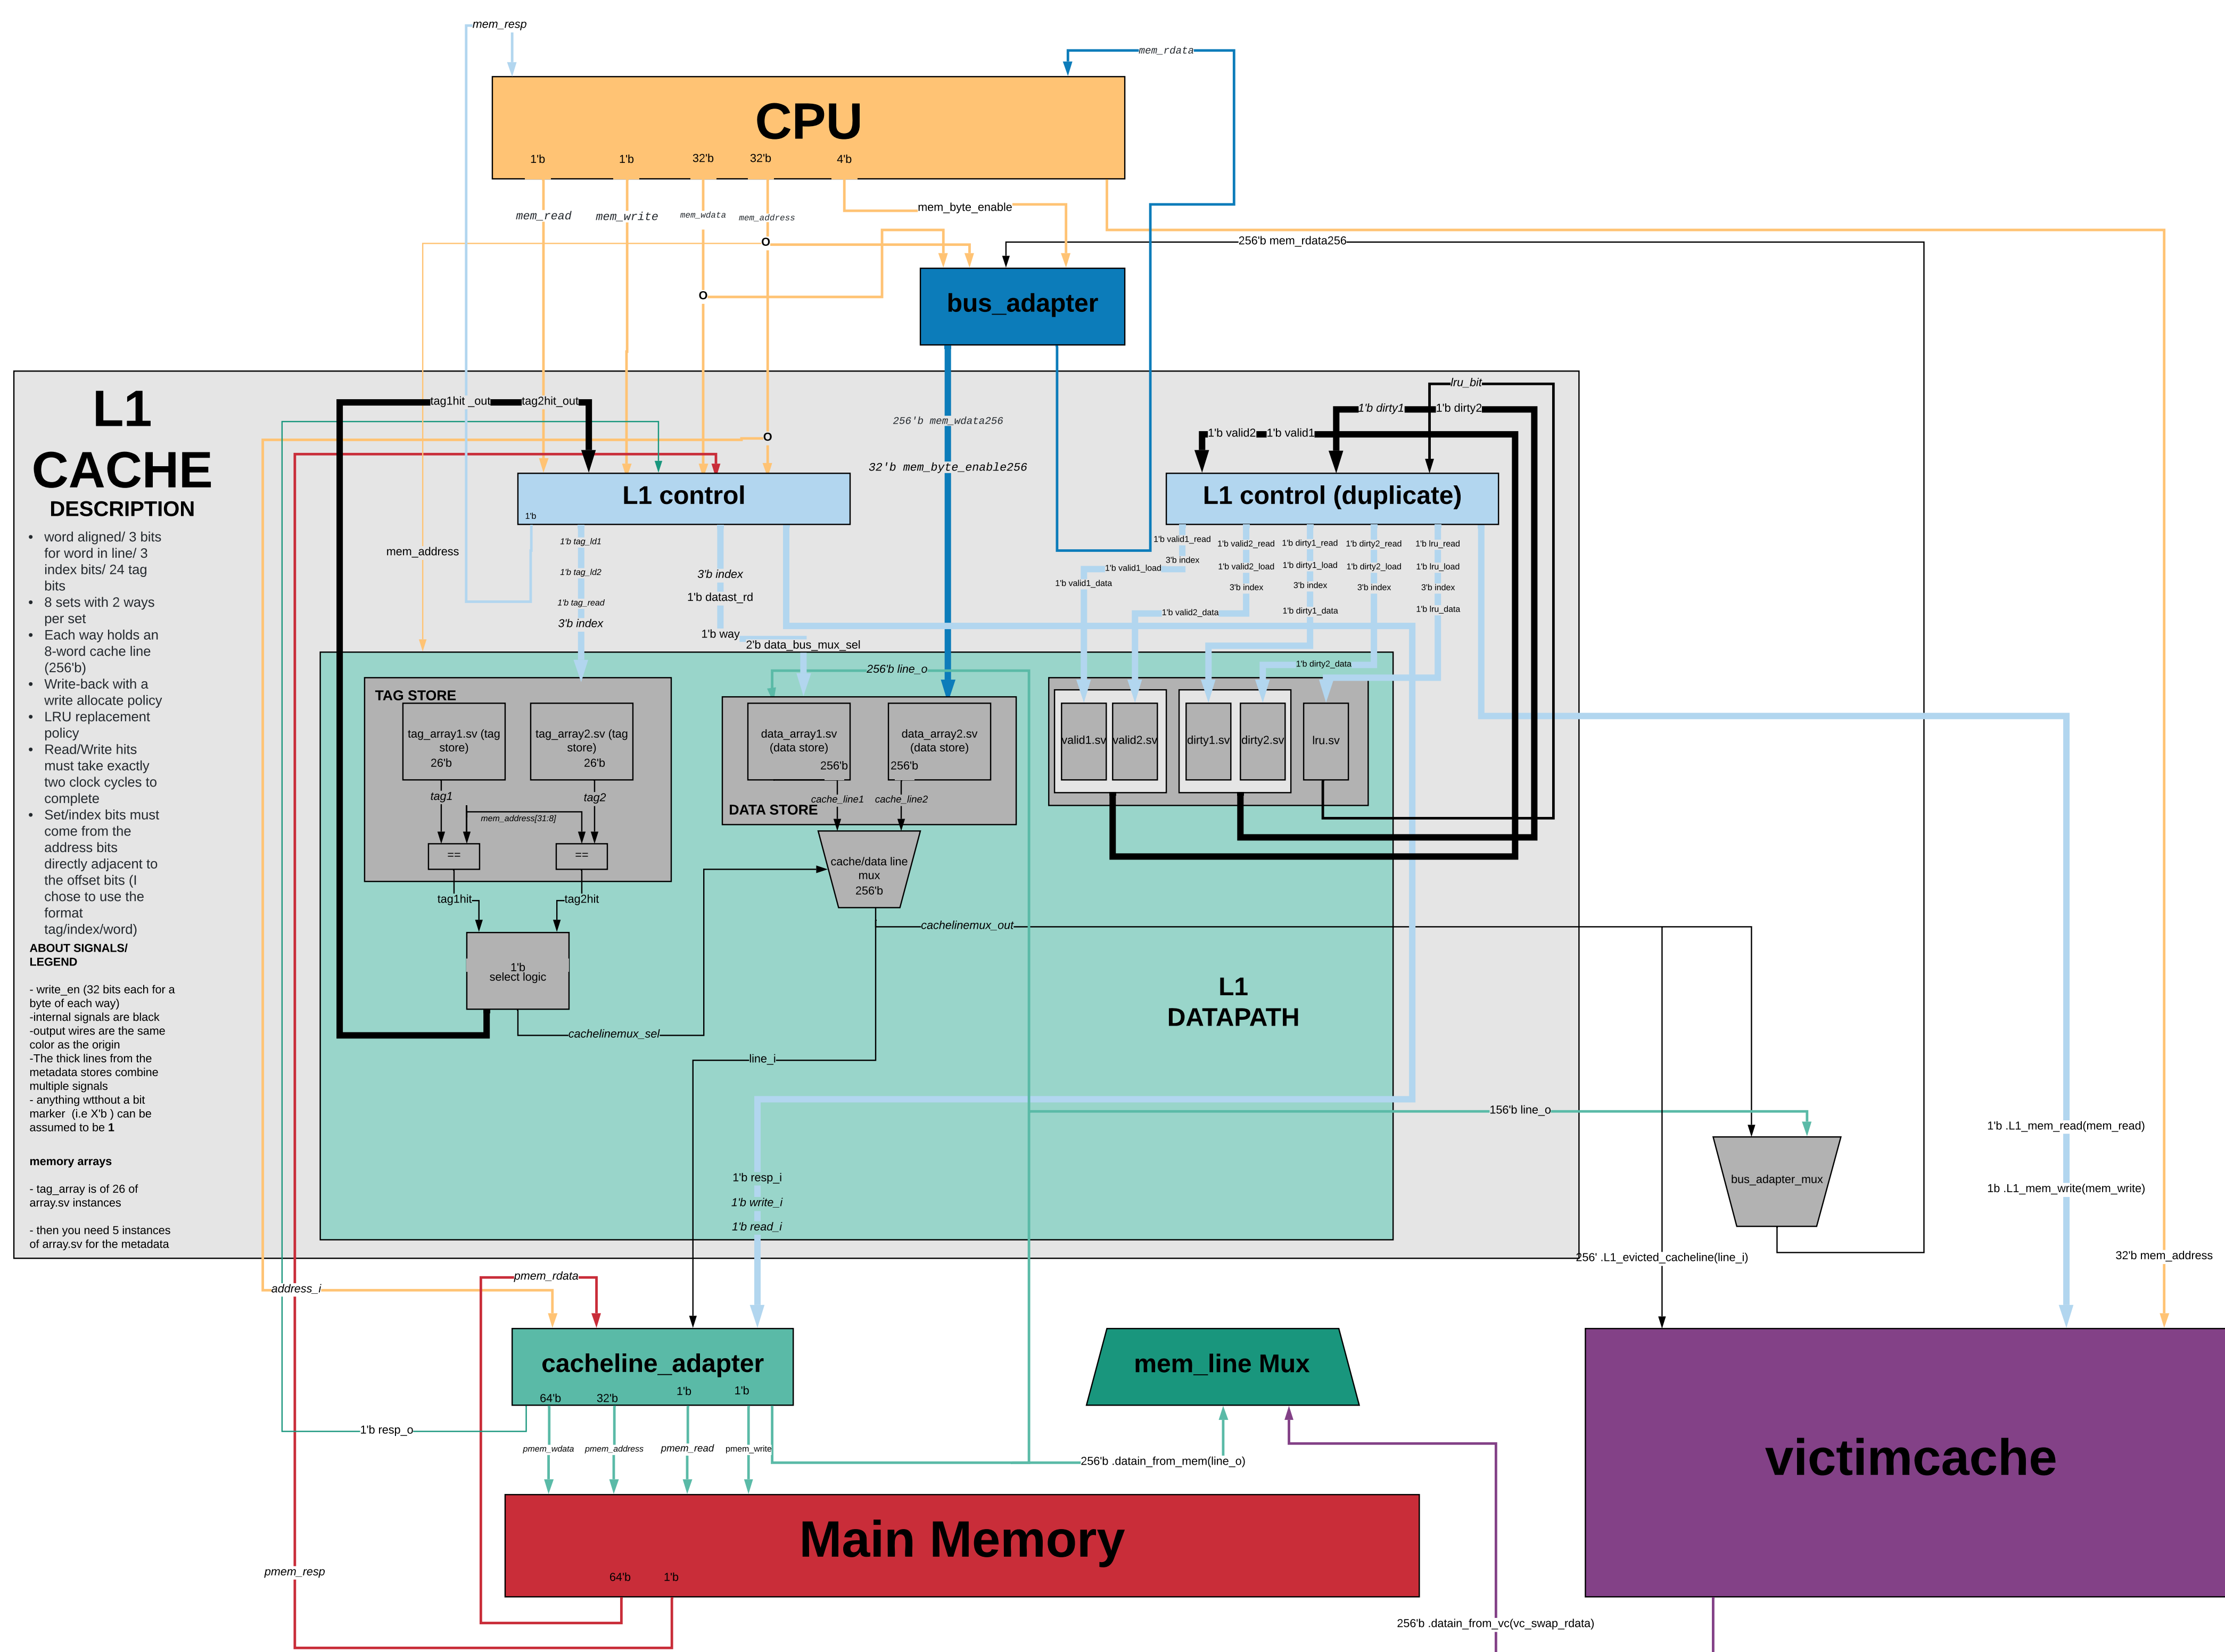 mem_resp
mem_rdata
CPU
1'b
1'b
32'b
32'b
4'b
mem_read
mem_write
mem_wdata
mem_address
mem_byte_enable
O
256'b mem_rdata256
O
bus_adapter
L1
CACHE
DESCRIPTION
• word aligned/ 3 bits
for word in line/ 3
index bits/ 24 tag
bits
• 8 sets with 2 ways
per set
• Each way holds an
8-word cache line
(256'b)
• Write-back with a
write allocate policy
• LRU replacement
policy
• Read/Write hits
must take exactly
two clock cycles to
complete
• Set/index bits must
come from the
address bits
directly adjacent to
the offset bits (I
chose to use the
format
tag/index/word)
ABOUT SIGNALS/
LEGEND
- write_en (32 bits each for a
byte of each way)
-internal signals are black
-output wires are the same
color as the origin
-The thick lines from the
metadata stores combine
multiple signals
- anything wtthout a bit
marker (i.e X'b ) can be
assumed to be 1
memory arrays
- tag_array is of 26 of
array.sv instances
- then you need 5 instances
of array.sv for the metadata
tag1hit _out
tag2hit_out
O
256'b mem_wdata256
32'b mem_byte_enable256
lru_bit
1'b dirty1
1'b dirty2
1'b valid2
1'b valid1
L1 control
1'b
L1 control (duplicate)
mem_address
1'b tag_ld1
1'b tag_ld2
1'b tag_read
3'b index
3'b index
1'b datast_rd
1'b way
2'b data_bus_mux_sel
1'b valid1_read
3'b index
1'b valid1_load
1'b valid1_data
1'b valid2_read
1'b valid2_load
3'b index
1'b valid2_data
1'b dirty1_read
1'b dirty1_load
3'b index
1'b dirty1_data
1'b dirty2_read
1'b dirty2_load
3'b index
1'b dirty2_data
1'b lru_read
1'b lru_load
3'b index
1'b lru_data
256'b line_o
TAG STORE
tag_array1.sv (tag
store)
26'b
tag_array2.sv (tag
store)
26'b
tag1
tag2
mem_address[31:8]
==
==
tag1hit
tag2hit
1'b
select logic
data_array1.sv
(data store)
256'b
data_array2.sv
(data store)
256'b
cache_line1
cache_line2
DATA STORE
cache/data line
mux
256'b
valid1.sv
valid2.sv
dirty1.sv
dirty2.sv
lru.sv
cachelinemux_out
cachelinemux_sel
L1
DATAPATH
line_i
156'b line_o
1'b resp_i
1'b write_i
1'b read_i
bus_adapter_mux
1'b .L1_mem_read(mem_read)
1b .L1_mem_write(mem_write)
256' .L1_evicted_cacheline(line_i)
32'b mem_address
address_i
pmem_rdata
cacheline_adapter
64'b
32'b
1'b
1'b
mem_line Mux
1'b resp_o
pmem_wdata
pmem_address
pmem_read
pmem_write
256'b .datain_from_mem(line_o)
victimcache
Main Memory
64'b
1'b
pmem_resp
256'b .datain_from_vc(vc_swap_rdata)